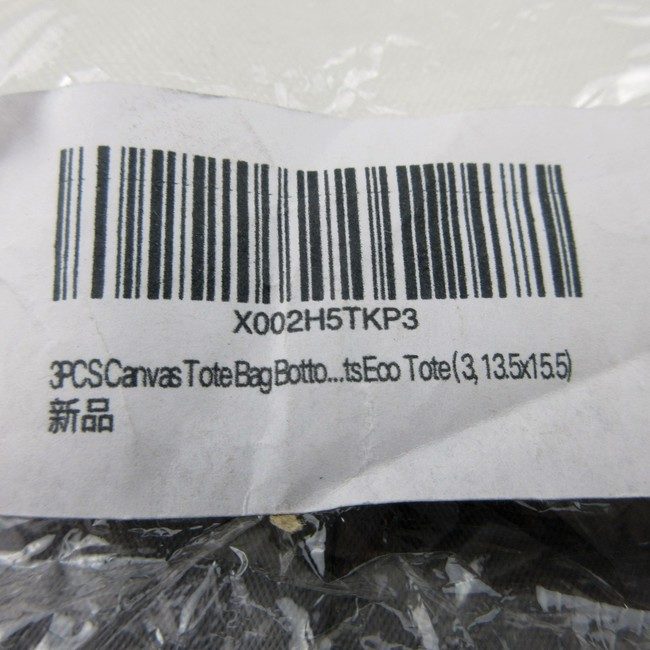 X002H5TKP3
3PCS Canvas Tote Bag Botto...ts Eco Tote (3, 13.5x15.5)
新品